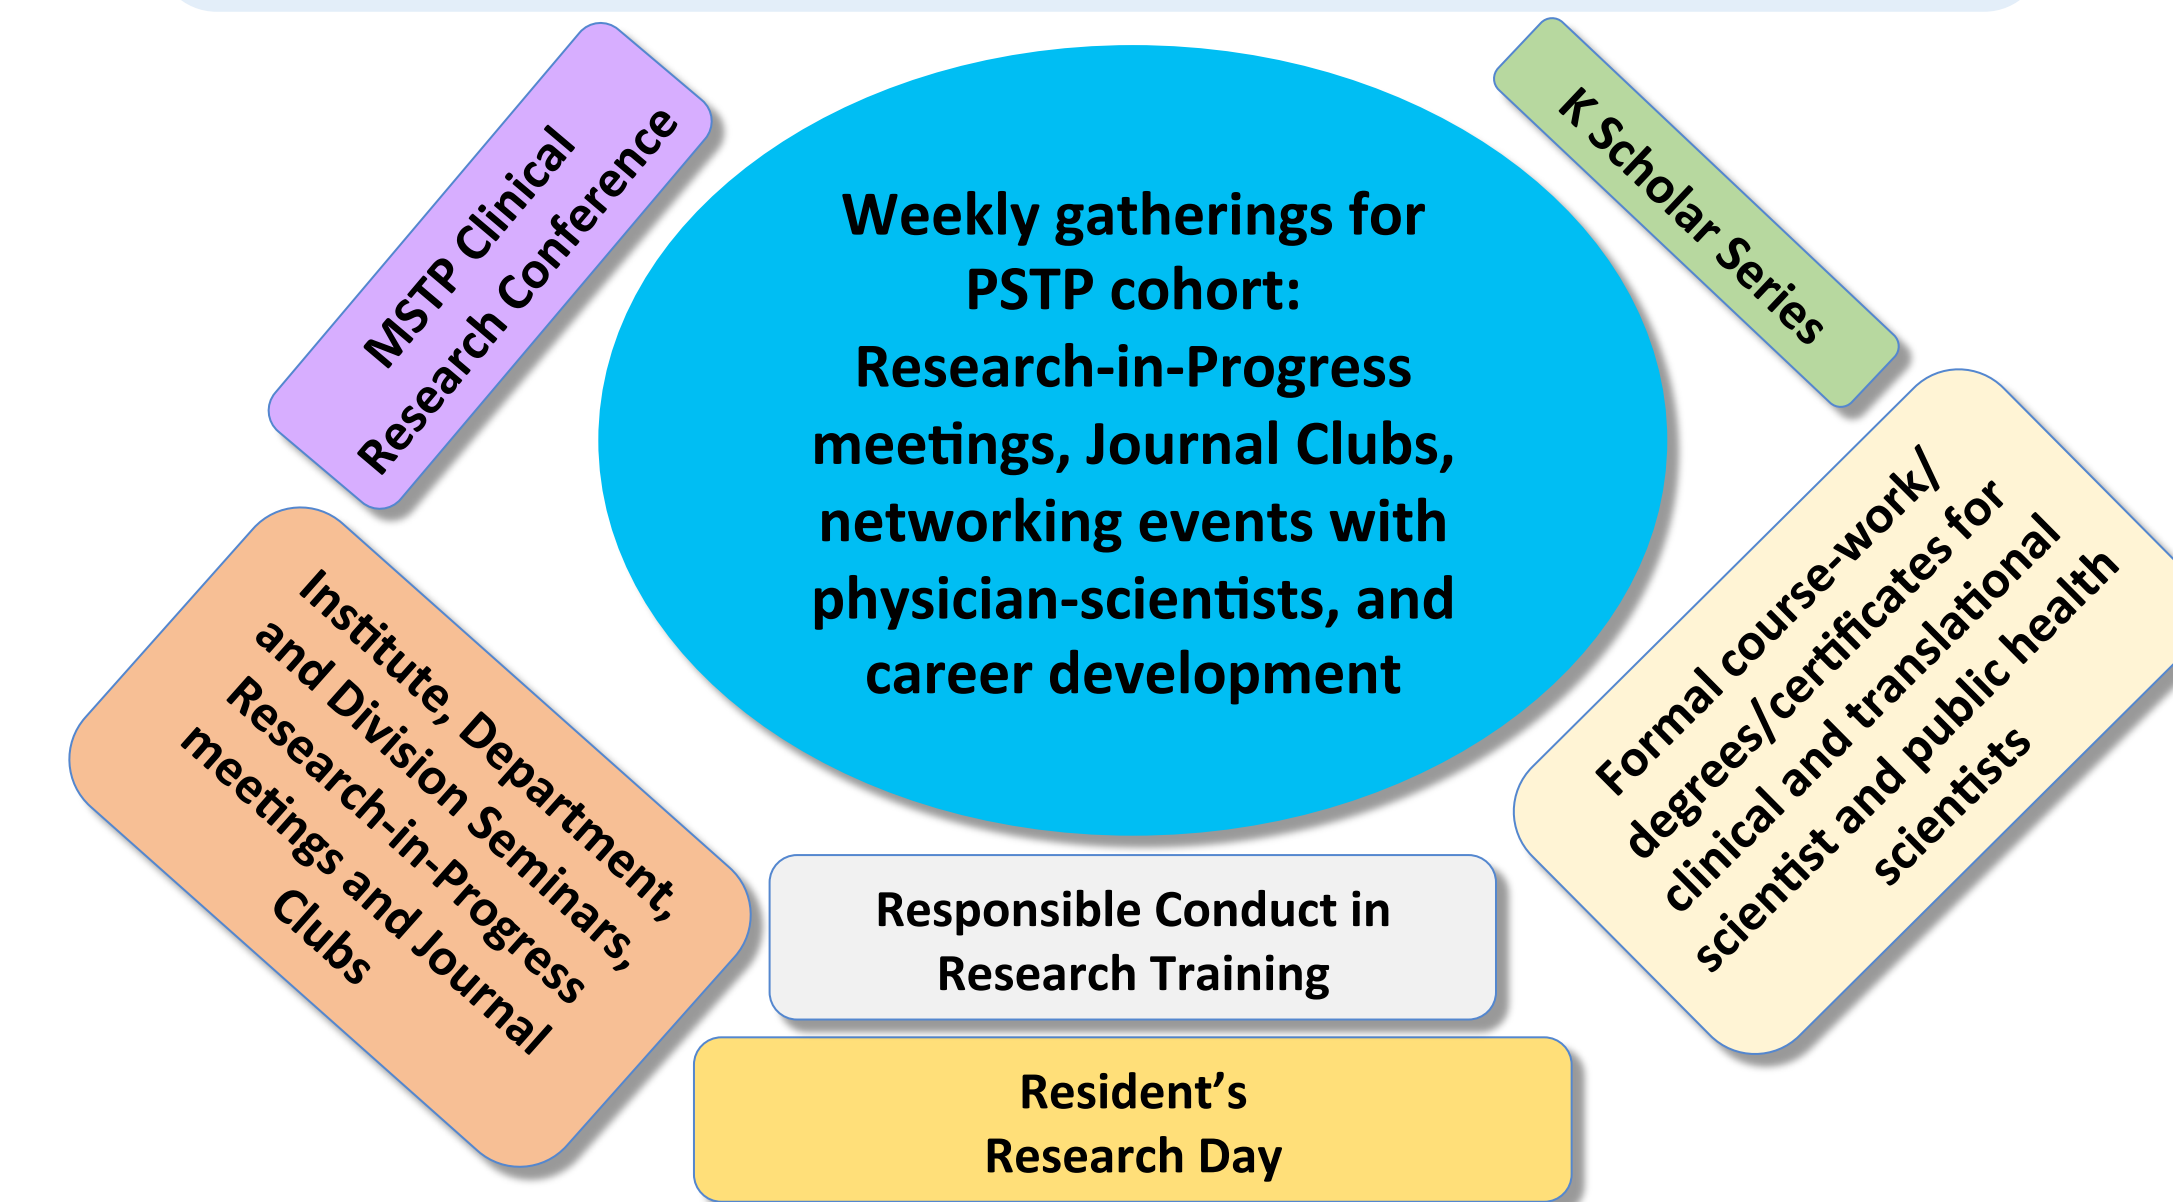 MSTP Clinical
Research Conference
Weekly gatherings for
PSTP cohort:
Research-in-Progress
meetings, Journal Clubs,
networking events with
physician-scientists, and
career development
K Scholar Series
Institute, Department,
and Division Seminars,
Research-in-Progress
meetings and Journal
Clubs
Formal course-work/
degrees/certificates for
clinical and translational
scientist and public health
scientists
Responsible Conduct in
Research Training
Resident’s
Research Day